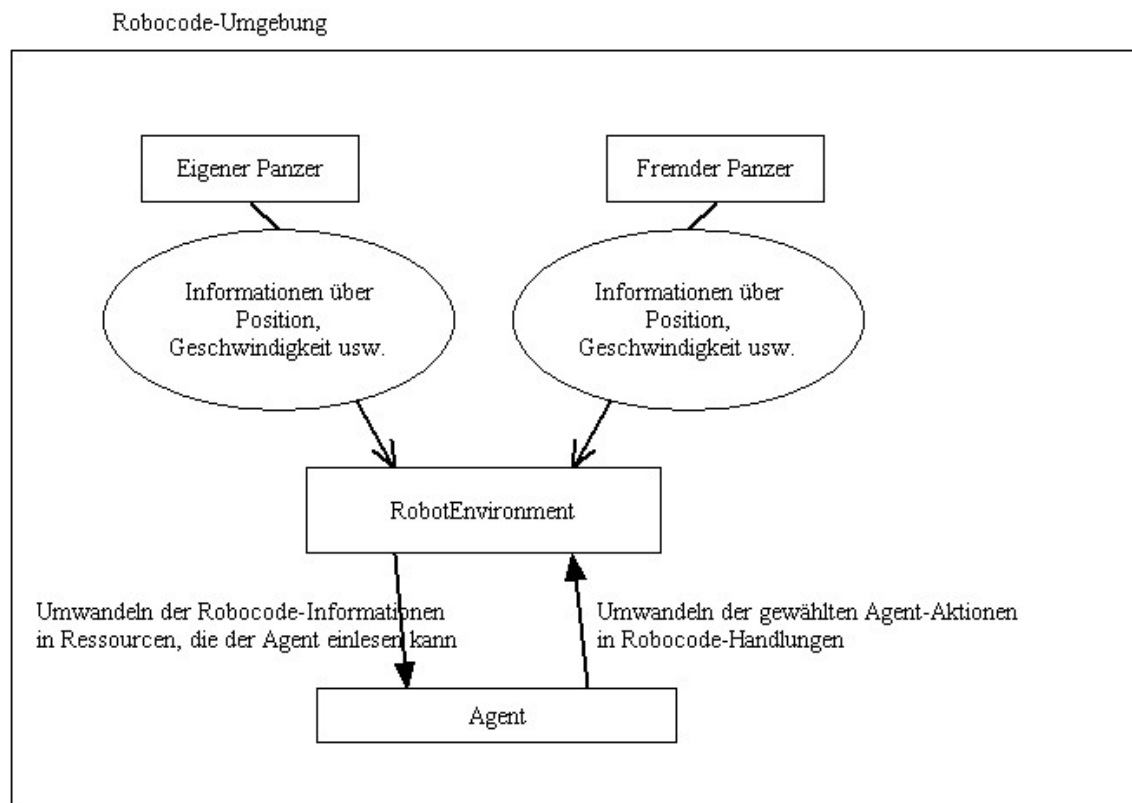 Robocode-Umgebung
Eigener Panzer
Fremder Panzer
Informationen über
Position,
Geschwindigkeit usw.
Informationen über
Position,
Geschwindigkeit usw.
RobotEnvironment
Umwandeln der Robocode-Informationen
in Ressourcen, die der Agent einlesen kann
Umwandeln der gewählten Agent-Aktionen
in Robocode-Handlungen
Agent